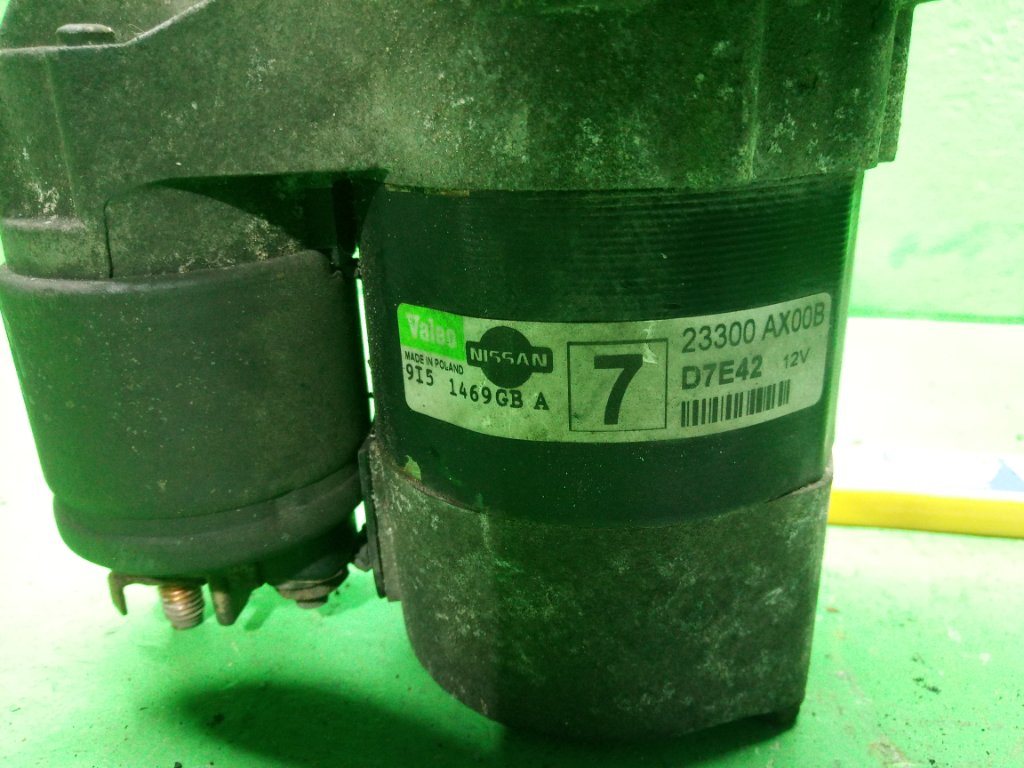 Valeo
MADE IN POLAND
NISSAN
9I5 1469GB A
7
23300 AX00B
D7E42 12V